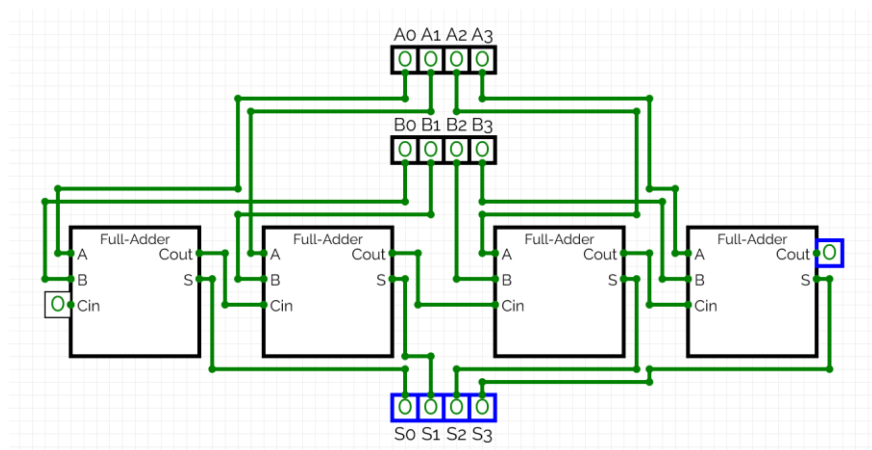 A0 A1 A2 A3
0 0 0 0
B0 B1 B2 B3
0 0 0 0
Full-Adder Full-Adder Full-Adder Full-Adder
A Cout A Cout A Cout A Cout 0
B S B S B S B S
0 Cin Cin Cin Cin
0 0 0 0
S0 S1 S2 S3